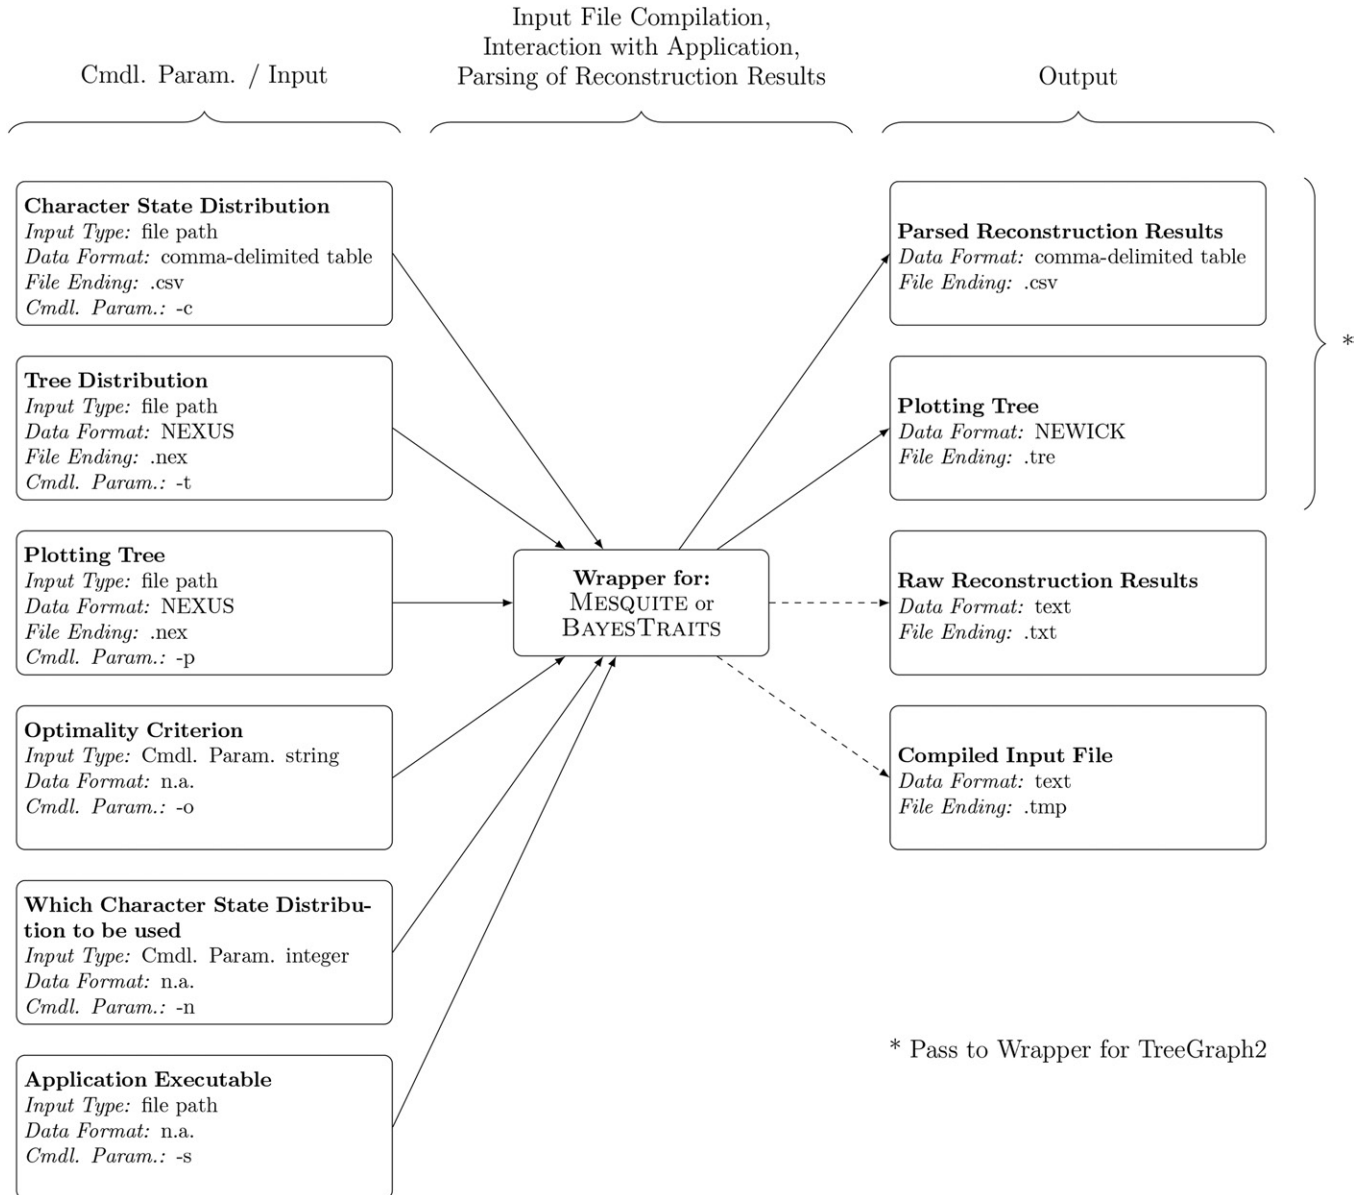 Cmdl. Param. / Input
Input File Compilation,
Interaction with Application,
Parsing of Reconstruction Results
Output
Character State Distribution
Input Type: file path
Data Format: comma-delimited table
File Ending: .csv
Cmdl. Param.: -c
Tree Distribution
Input Type: file path
Data Format: NEXUS
File Ending: .nex
Cmdl. Param.: -t
Plotting Tree
Input Type: file path
Data Format: NEXUS
File Ending: .nex
Cmdl. Param.: -p
Optimality Criterion
Input Type: Cmdl. Param. string
Data Format: n.a.
Cmdl. Param.: -o
Which Character State Distribu-
tion to be used
Input Type: Cmdl. Param. integer
Data Format: n.a.
Cmdl. Param.: -n
Application Executable
Input Type: file path
Data Format: n.a.
Cmdl. Param.: -s
Wrapper for:
MESQUITE or
BAYESTRAITS
Parsed Reconstruction Results
Data Format: comma-delimited table
File Ending: .csv
Plotting Tree
Data Format: NEWICK
File Ending: .tre
*
Raw Reconstruction Results
Data Format: text
File Ending: .txt
Compiled Input File
Data Format: text
File Ending: .tmp
* Pass to Wrapper for TreeGraph2